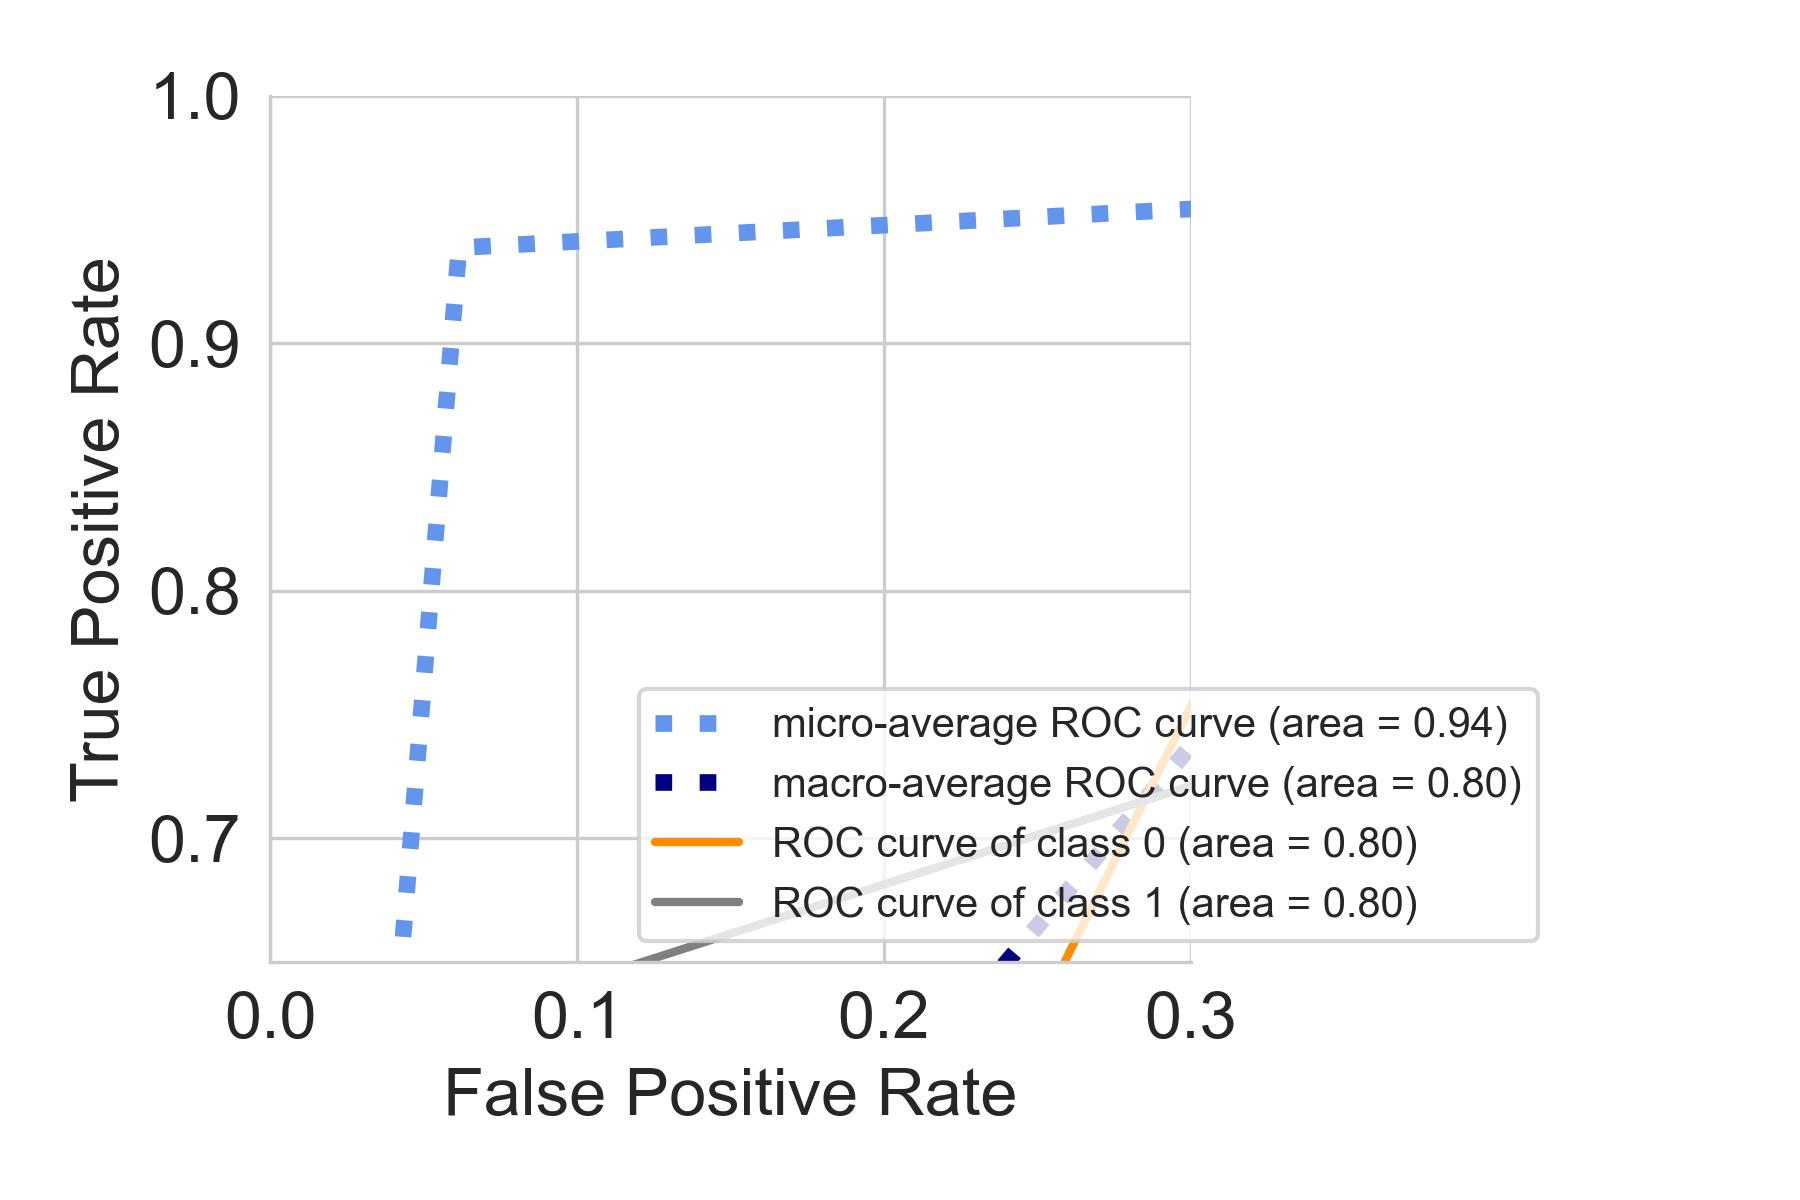 1.0
0.9
0.8
0.7
True Positive Rate
micro-average ROC curve (area = 0.94)
macro-average ROC curve (area = 0.80)
ROC curve of class 0 (area = 0.80)
ROC curve of class 1 (area = 0.80)
0.0 0.1 0.2 0.3
False Positive Rate